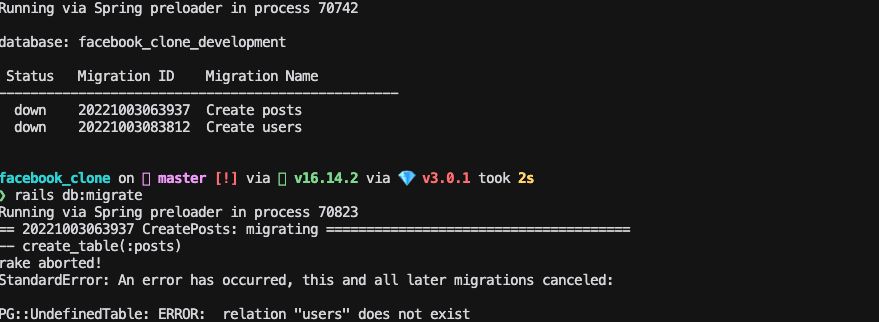 Running via Spring preloader in process 70742
database: facebook_clone_development
Status Migration ID Migration Name
--------------------------------------------------
down 20221003063937 Create posts
down 20221003083812 Create users
facebook_clone on master [!] via v16.14.2 via 💎 v3.0.1 took 2s
❯ rails db:migrate
Running via Spring preloader in process 70823
== 20221003063937 CreatePosts: migrating ======================================
-- create_table(:posts)
rake aborted!
StandardError: An error has occurred, this and all later migrations canceled:
PG::UndefinedTable: ERROR: relation "users" does not exist